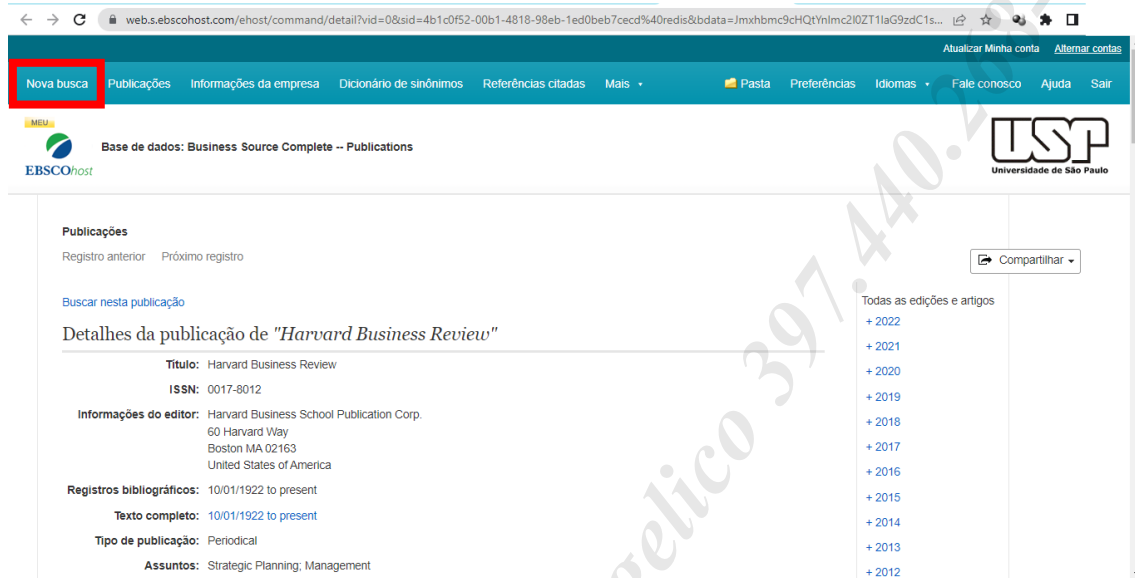 web.s.ebscohost.com/ehost/command/detail?vid=0&sid=4b1c0f52-00b1-4818-98eb-1ed0beb7cecd%40redis&bdata=Jmxhbmc9cHQtYnImc2l0ZT1laG9zdC1s...
Atualizar Minha conta Alternar contas
Nova busca Publicações Informações da empresa Dicionário de sinônimos Referências citadas Mais Pasta Preferências Idiomas Fale conosco Ajuda Sair
MEU
EBSCOhost
Base de dados: Business Source Complete -- Publications
USP
Universidade de São Paulo
Publicações
Registro anterior Próximo registro
Compartilhar
Buscar nesta publicação
Detalhes da publicação de "Harvard Business Review"
Título: Harvard Business Review
ISSN: 0017-8012
Informações do editor: Harvard Business School Publication Corp.
60 Harvard Way
Boston MA 02163
United States of America
Registros bibliográficos: 10/01/1922 to present
Texto completo: 10/01/1922 to present
Tipo de publicação: Periodical
Assuntos: Strategic Planning; Management
Todas as edições e artigos
+ 2022
+ 2021
+ 2020
+ 2019
+ 2018
+ 2017
+ 2016
+ 2015
+ 2014
+ 2013
+ 2012
elico 397.440.268-